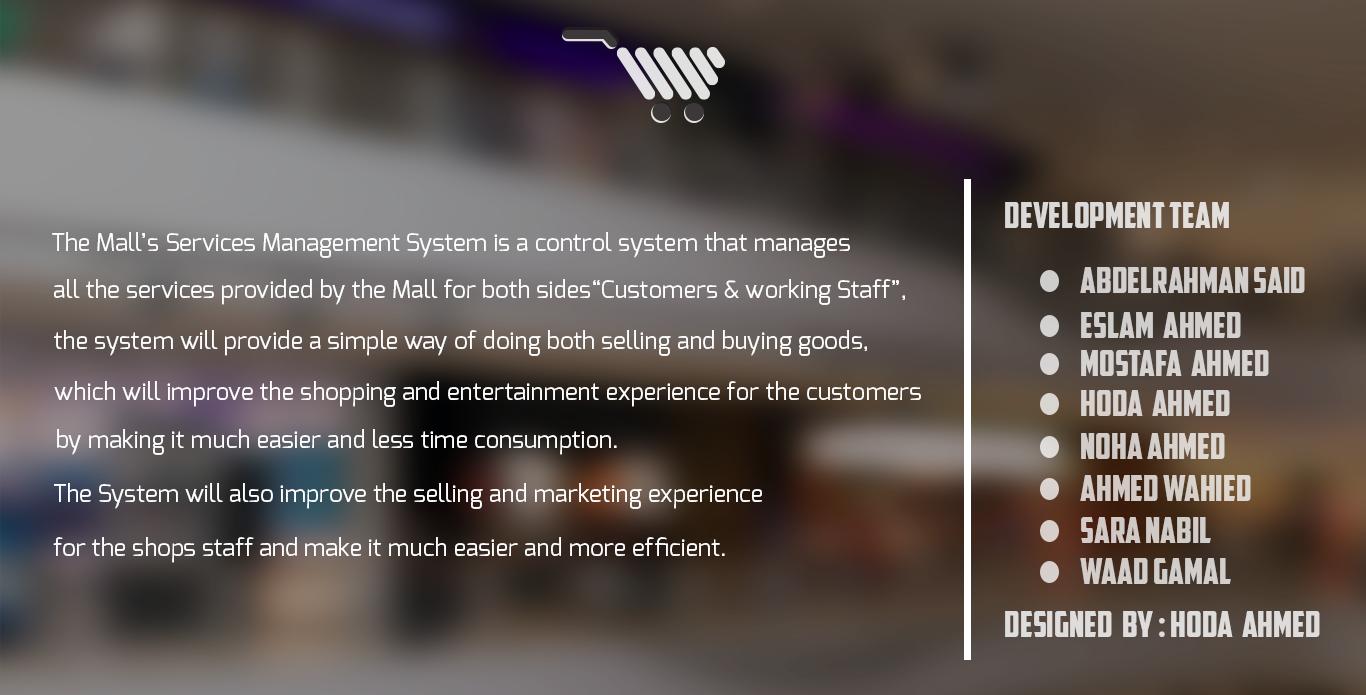 The Mall's Services Management System is a control system that manages
all the services provided by the Mall for both sides“Customers & working Staff”,
the system will provide a simple way of doing both selling and buying goods,
which will improve the shopping and entertainment experience for the customers
by making it much easier and less time consumption.
The System will also improve the selling and marketing experience
for the shops staff and make it much easier and more efficient.
DEVELOPMENT TEAM
ABDELRAHMAN SAID
ESLAM AHMED
MOSTAFA AHMED
HODA AHMED
NOHA AHMED
AHMED WAHIED
SARA NABIL
WAAD GAMAL
DESIGNED BY : HODA AHMED